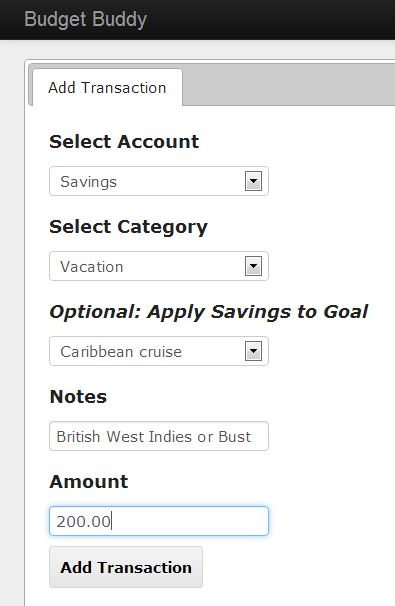 Budget Buddy
Add Transaction
Select Account
Savings
Select Category
Vacation
Optional: Apply Savings to Goal
Caribbean cruise
Notes
British West Indies or Bust
Amount
200.00
Add Transaction